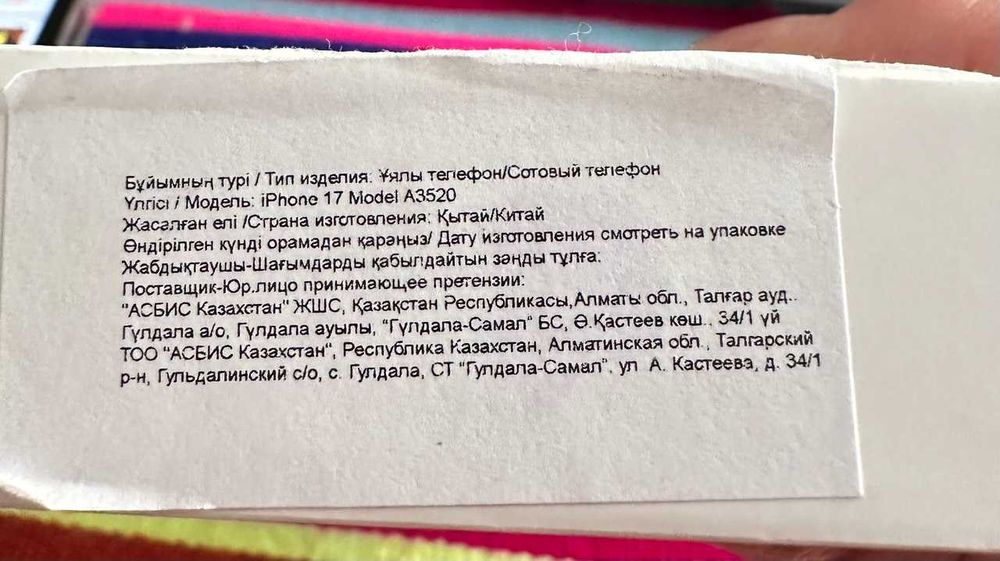 Бұйымның түрі / Тип изделия: Ұялы телефон/Сотовый телефон
Үлгісі / Модель: iPhone 17 Model A3520
Жасалған елі /Страна изготовления: Қытай/Китай
Өндірілген күнді орамадан қараңыз/ Дату изготовления смотреть на упаковке
Жабдықтаушы-Шағымдарды қабылдайтын заңды тұлға:
Поставщик-Юр.лицо принимающее претензии:
"АСБИС Казахстан" ЖШС, Қазақстан Республикасы,Алматы обл., Талғар ауд..
Гүлдала а/о, Гүлдала ауылы, "Гүлдала-Самал" БС, Ә.Қастеев көш., 34/1 үй
ТОО "АСБИС Казахстан", Республика Казахстан, Алматинская обл., Талгарский
р-н, Гульдалинский с/о, с. Гулдала, СТ "Гулдала-Самал", ул А. Кастеева, д. 34/1